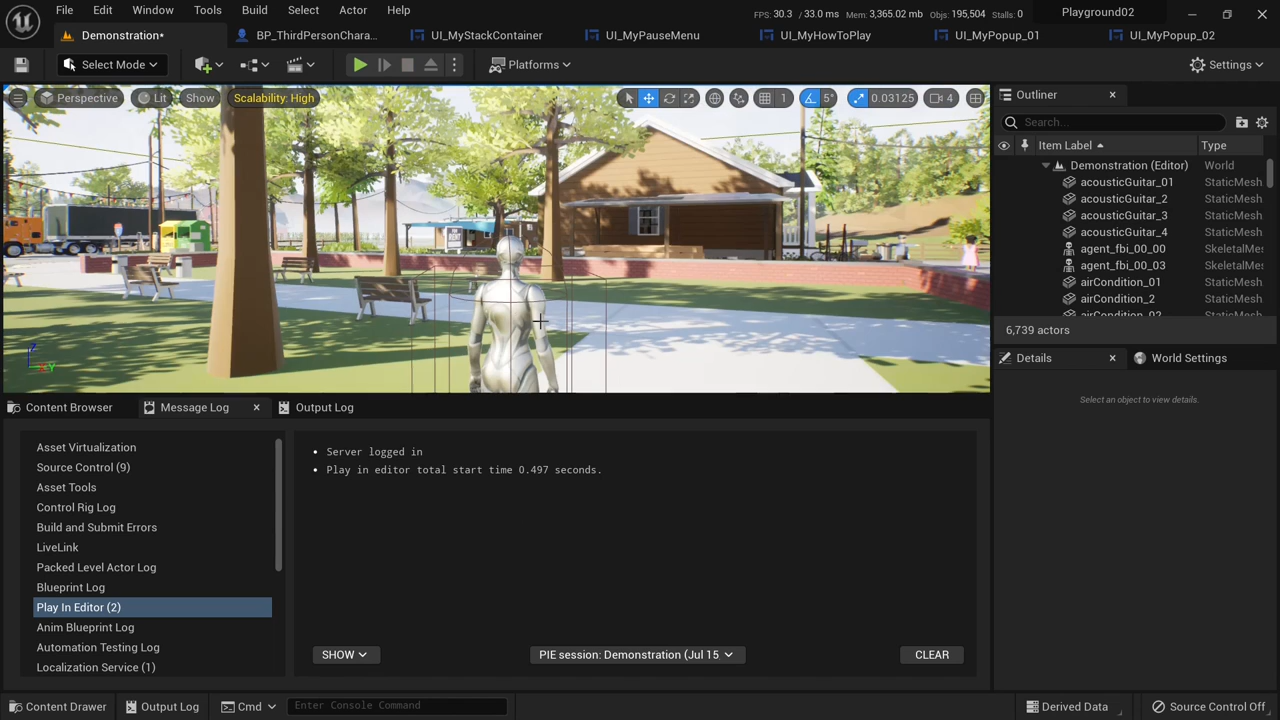 File Edit Window Tools Build Select Actor Help
FPS: 30.3 / 33.0 ms Mem: 3,365.02 mb Objs: 195,504 Stalls: 0
Playground02
Demonstration*
BP_ThirdPersonChara...
UI_MyStackContainer
UI_MyPauseMenu
UI_MyHowToPlay
UI_MyPopup_01
UI_MyPopup_02
Select Mode
Platforms
Settings
Perspective
Lit
Show
Scalability: High
1
5°
0.03125
4
FOR
RENT
Outliner
Search...
Item Label
Type
Demonstration (Editor) World
acousticGuitar_01 StaticMesh
acousticGuitar_2 StaticMesh
acousticGuitar_3 StaticMesh
acousticGuitar_4 StaticMesh
agent_fbi_00_00 SkeletalMe
agent_fbi_00_03 SkeletalMe
airCondition_01 StaticMesh
airCondition_2 StaticMesh
airCondition_02 StaticMesh
6,739 actors
Details
World Settings
Select an object to view details.
Z
X
Y
Content Browser
Message Log
Output Log
Asset Virtualization
Source Control (9)
Asset Tools
Control Rig Log
Build and Submit Errors
LiveLink
Packed Level Actor Log
Blueprint Log
Play In Editor (2)
Anim Blueprint Log
Automation Testing Log
Localization Service (1)
Server logged in
Play in editor total start time 0.497 seconds.
SHOW
PIE session: Demonstration (Jul 15
CLEAR
Content Drawer
Output Log
Cmd
Enter Console Command
Derived Data
Source Control Off